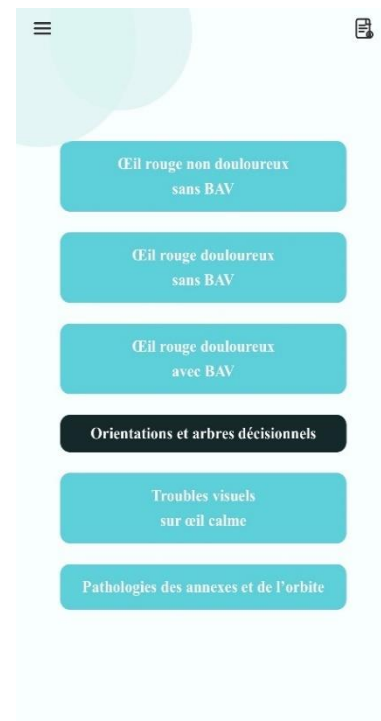 Œil rouge non douloureux
sans BAV
Œil rouge douloureux
sans BAV
Œil rouge douloureux
avec BAV
Orientations et arbres décisionnels
Troubles visuels
sur œil calme
Pathologies des annexes et de l’orbite